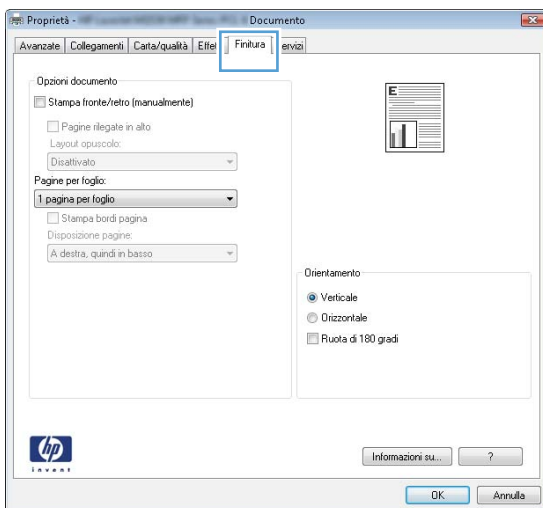 Proprietà - Documento
Avanzate Collegamenti Carta/qualità Effet Finitura ervizi
Opzioni documento
Stampa fronte/retro (manualmente)
Pagine rilegate in alto
Layout opuscolo:
Disattivato
Pagine per foglio:
1 pagina per foglio
Stampa bordi pagina
Disposizione pagine:
A destra, quindi in basso
E
Orientamento
Verticale
Orizzontale
Ruota di 180 gradi
hp
invent
Informazioni su... ?
OK Annulla